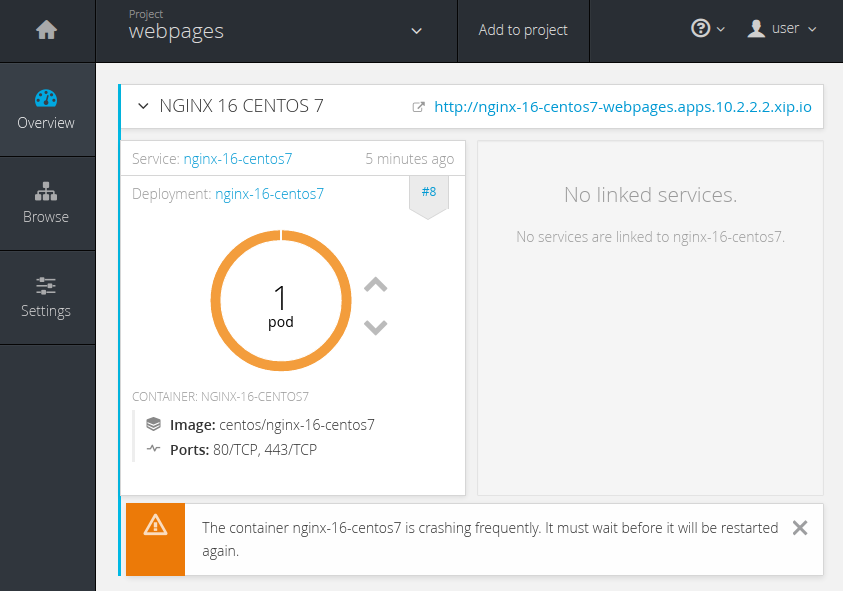 Project
webpages
Add to project
user
Overview
Browse
Settings
NGINX 16 CENTOS 7
http://nginx-16-centos7-webpages.apps.10.2.2.2.xip.io
Service: nginx-16-centos7
5 minutes ago
Deployment: nginx-16-centos7
#8
1
pod
CONTAINER: NGINX-16-CENTOS7
Image: centos/nginx-16-centos7
Ports: 80/TCP, 443/TCP
No linked services.
No services are linked to nginx-16-centos7.
The container nginx-16-centos7 is crashing frequently. It must wait before it will be restarted
again.